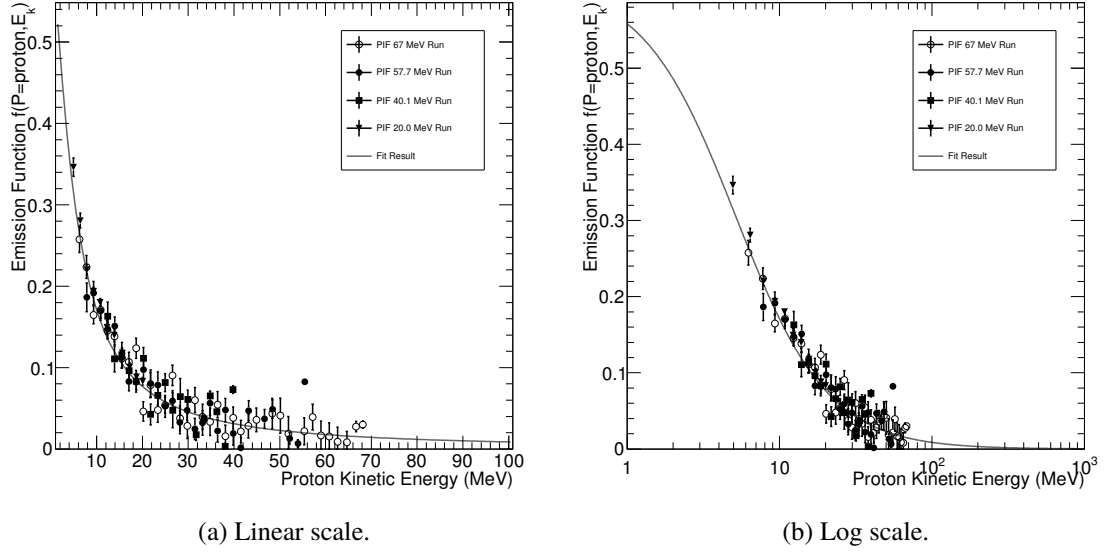 Emission Function f(P=proton,E_k)
0.5
0.4
0.3
0.2
0.1
0
PIF 67 MeV Run
PIF 57.7 MeV Run
PIF 40.1 MeV Run
PIF 20.0 MeV Run
Fit Result
10 20 30 40 50 60 70 80 90 100
Proton Kinetic Energy (MeV)
(a) Linear scale.
Emission Function f(P=proton,E_k)
0.6
0.5
0.4
0.3
0.2
0.1
0
PIF 67 MeV Run
PIF 57.7 MeV Run
PIF 40.1 MeV Run
PIF 20.0 MeV Run
Fit Result
1 10 10² 10³
Proton Kinetic Energy (MeV)
(b) Log scale.